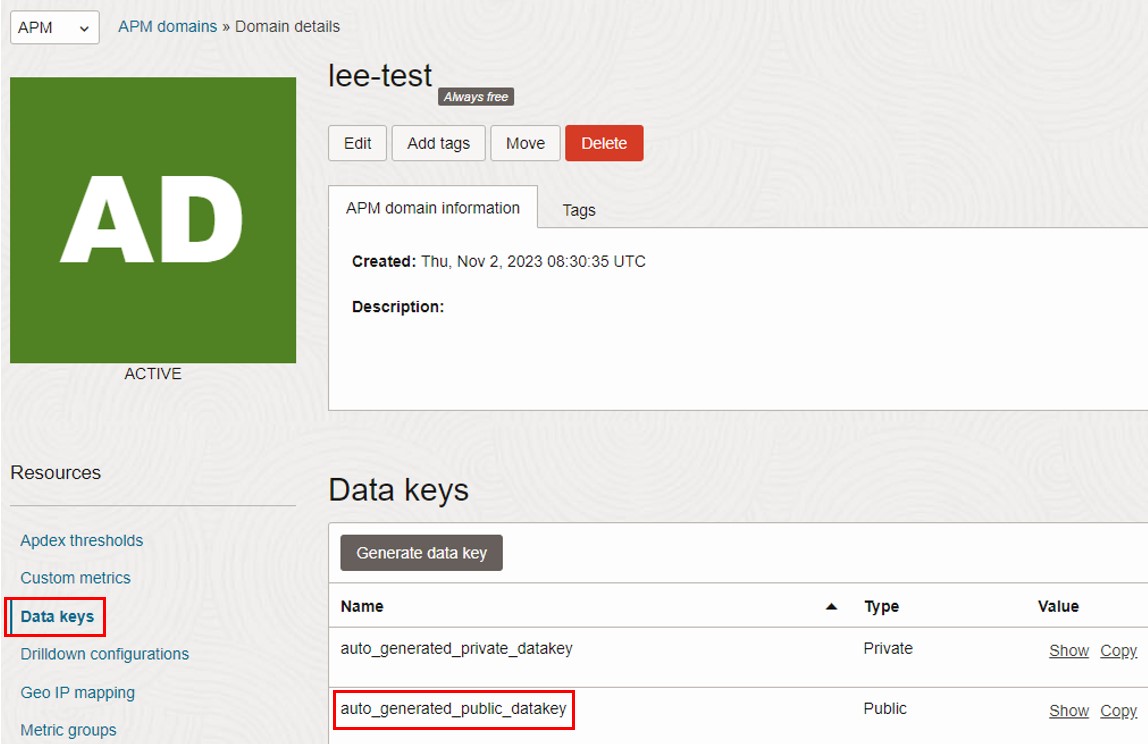 APM
APM domains » Domain details
AD
ACTIVE
lee-test
Always free
Edit Add tags Move Delete
APM domain information Tags
Created: Thu, Nov 2, 2023 08:30:35 UTC
Description:
Resources
Apdex thresholds
Custom metrics
Data keys
Drilldown configurations
Geo IP mapping
Metric groups
Data keys
Generate data key
Name Type Value
auto_generated_private_datakey Private Show Copy
auto_generated_public_datakey Public Show Copy